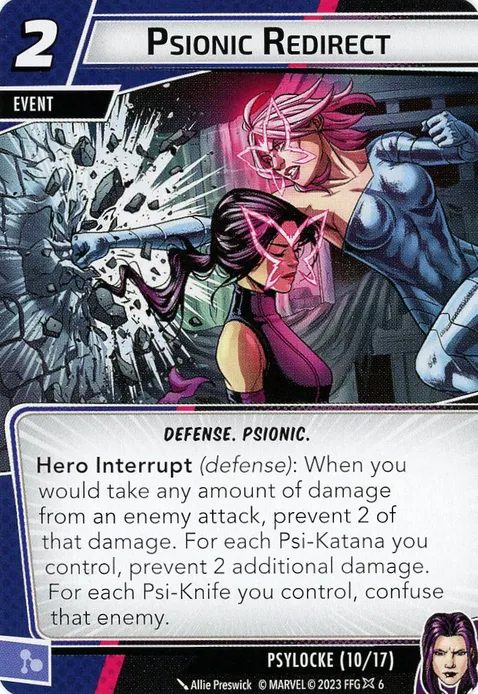 2
PSIONIC REDIRECT
EVENT
DEFENSE. PSIONIC.
Hero Interrupt (defense): When you
would take any amount of damage
from an enemy attack, prevent 2 of
that damage. For each Psi-Katana you
control, prevent 2 additional damage.
For each Psi-Knife you control, confuse
that enemy.
PSYLOCKE (10/17)
Allie Preswick © MARVEL © 2023 FFG 6